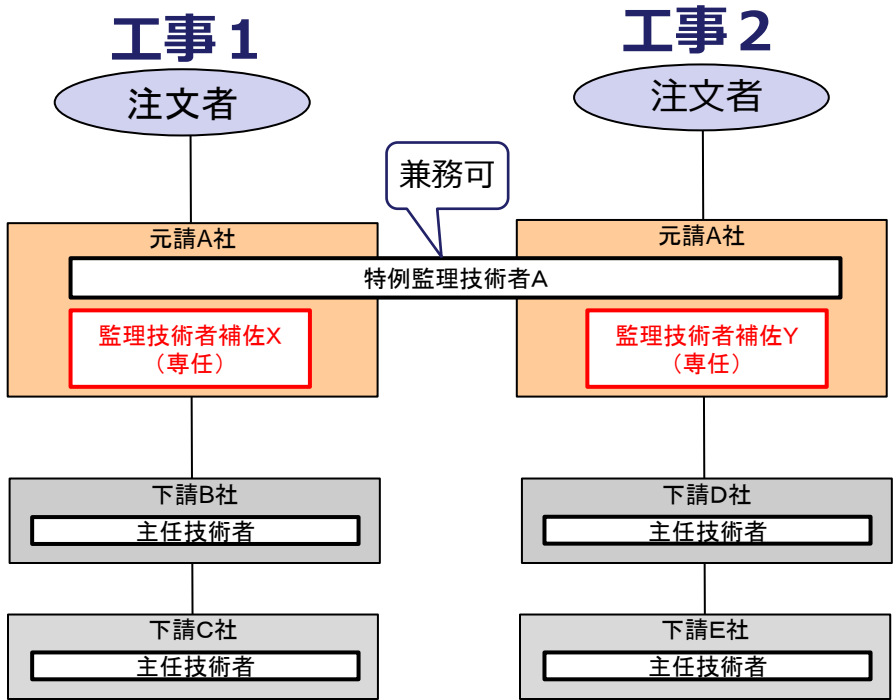 工事１
注文者
元請A社
監理技術者補佐X
（専任）
下請B社
主任技術者
下請C社
主任技術者
兼務可
特例監理技術者A
工事２
注文者
元請A社
監理技術者補佐Y
（専任）
下請D社
主任技術者
下請E社
主任技術者